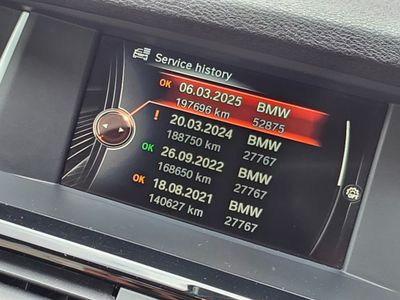 Service history
OK 06.03.2025 BMW
197696 km 52875
! 20.03.2024 BMW
188750 km 27767
OK 26.09.2022 BMW
168650 km 27767
OK 18.08.2021 BMW
140627 km 27767